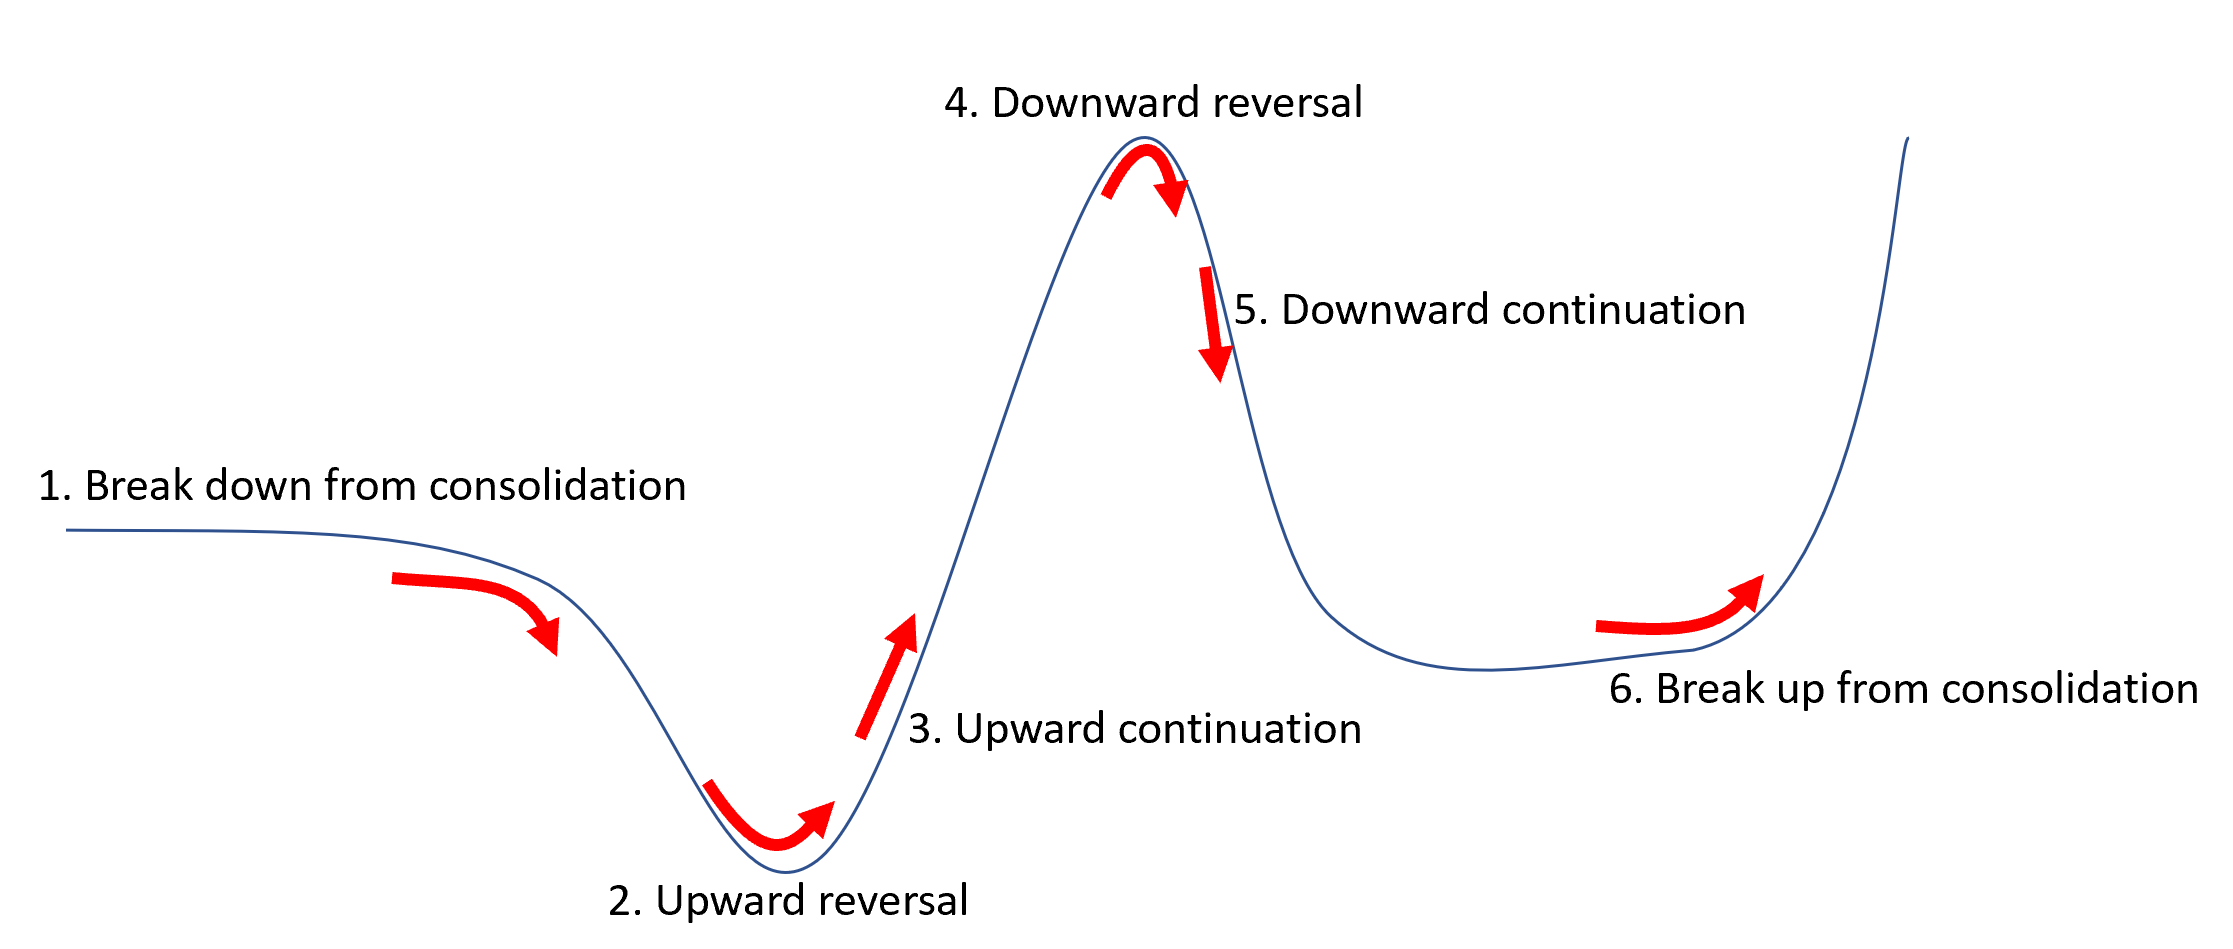 4. Downward reversal
5. Downward continuation
1. Break down from consolidation
6. Break up from consolidation
3. Upward continuation
2. Upward reversal